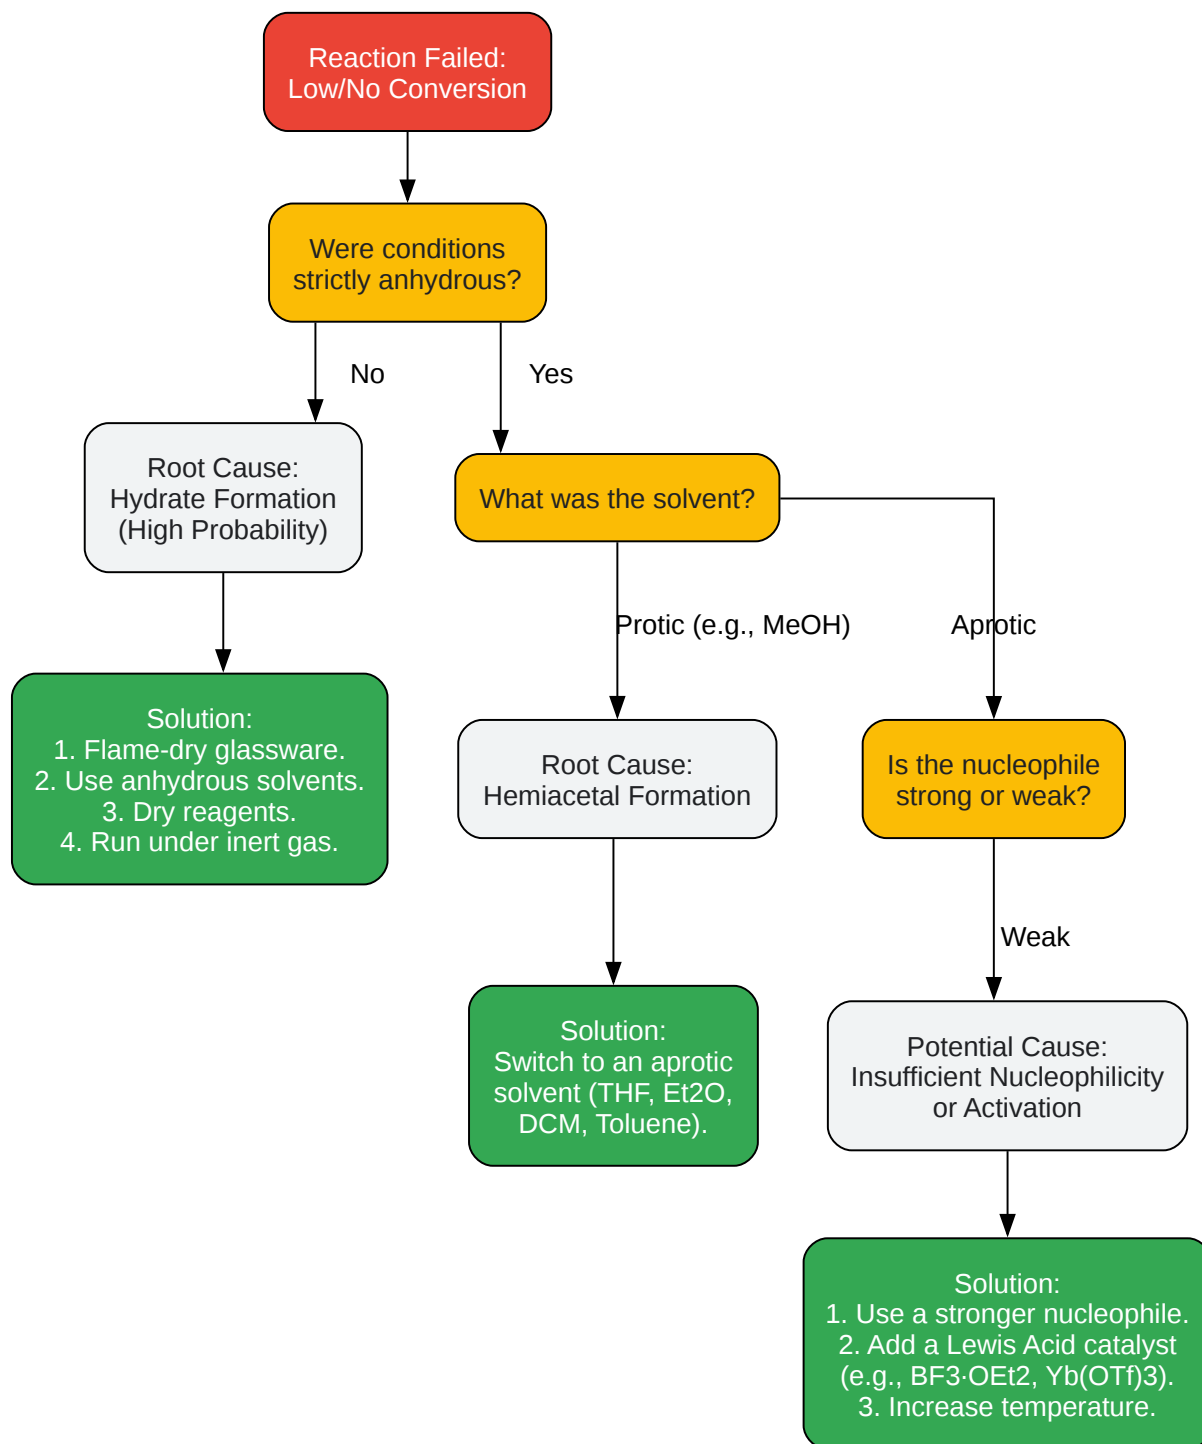 Reaction Failed:
Low/No Conversion
Were conditions
strictly anhydrous?
No
Yes
Root Cause:
Hydrate Formation
(High Probability)
What was the solvent?
Protic (e.g., MeOH)
Aprotic
Solution:
1. Flame-dry glassware.
2. Use anhydrous solvents.
3. Dry reagents.
4. Run under inert gas.
Root Cause:
Hemiacetal Formation
Is the nucleophile
strong or weak?
Weak
Solution:
Switch to an aprotic
solvent (THF, Et2O,
DCM, Toluene).
Potential Cause:
Insufficient Nucleophilicity
or Activation
Solution:
1. Use a stronger nucleophile.
2. Add a Lewis Acid catalyst
(e.g., BF3·OEt2, Yb(OTf)3).
3. Increase temperature.